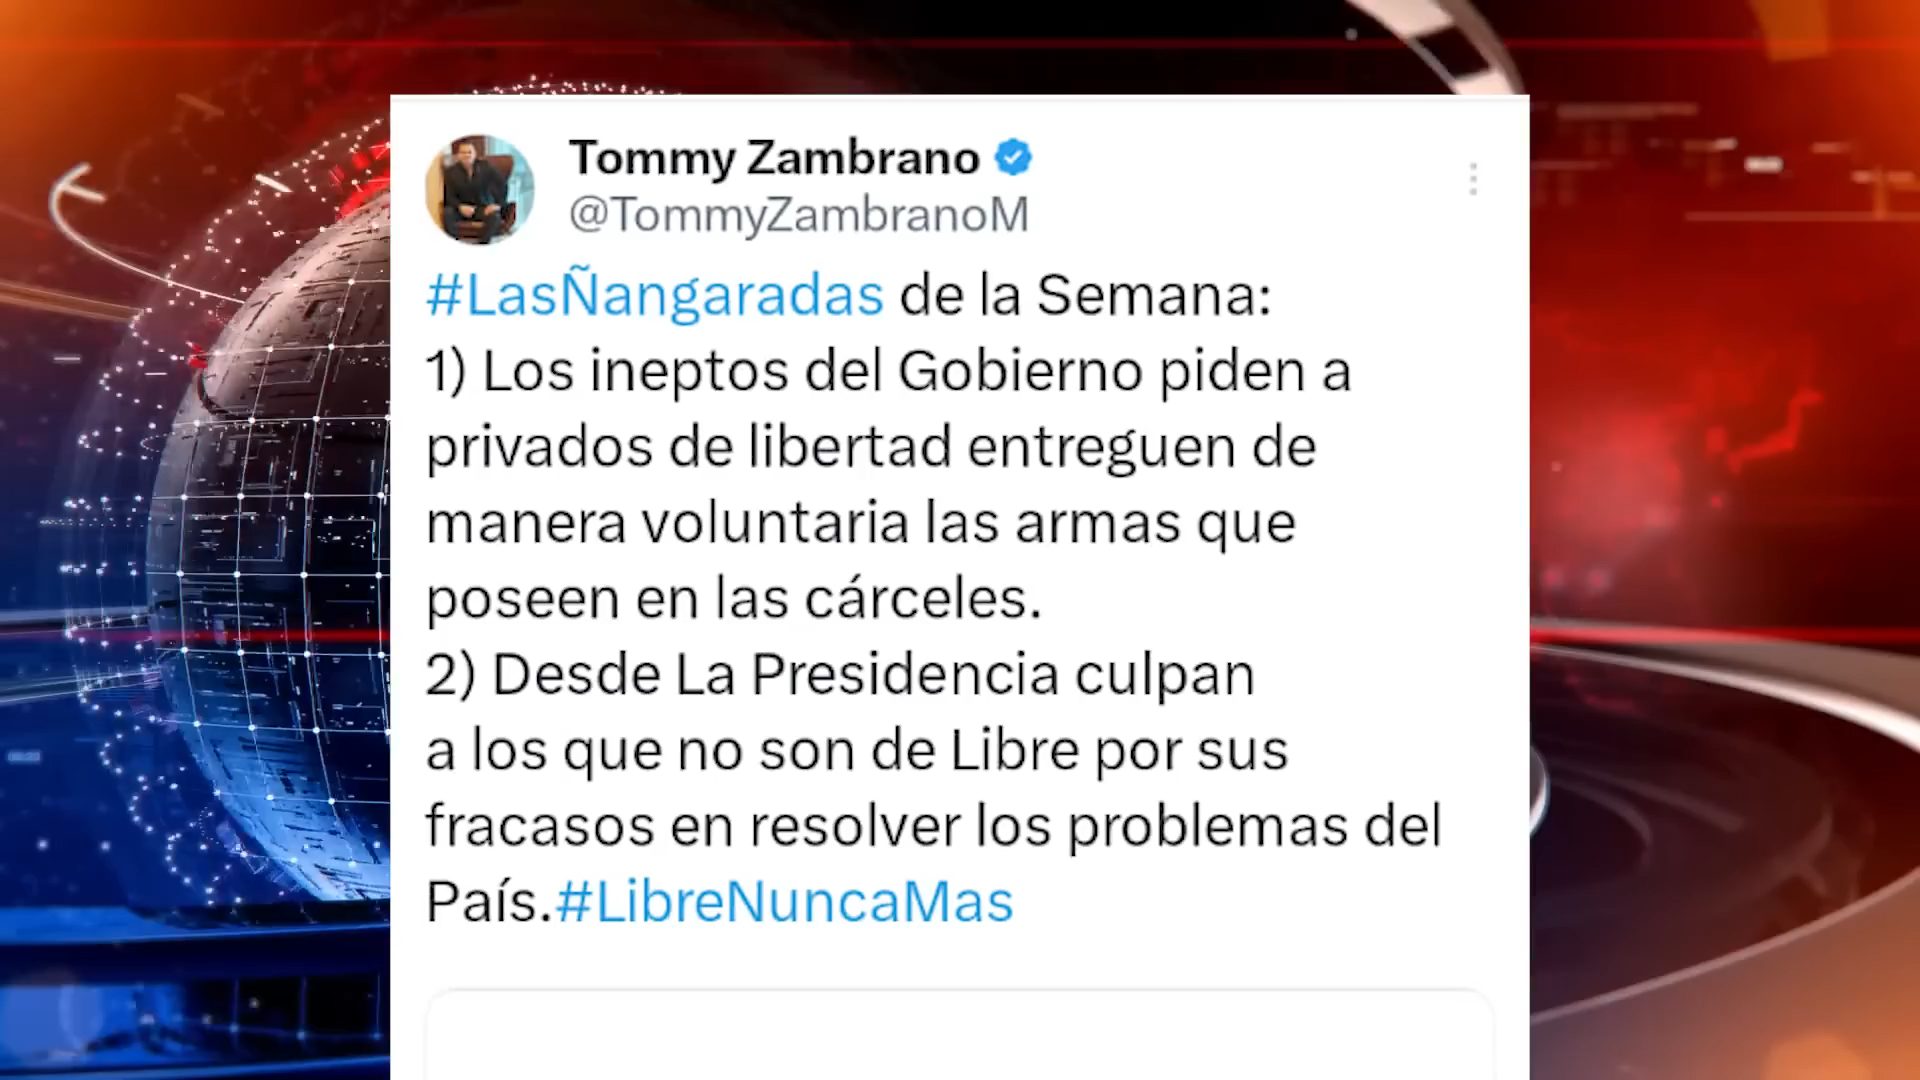 Tommy Zambrano
@TommyZambranoM
#LasÑangaradas de la Semana:
1) Los ineptos del Gobierno piden a
privados de libertad entreguen de
manera voluntaria las armas que
poseen en las cárceles.
2) Desde La Presidencia culpan
a los que no son de Libre por sus
fracasos en resolver los problemas del
País.#LibreNuncaMas